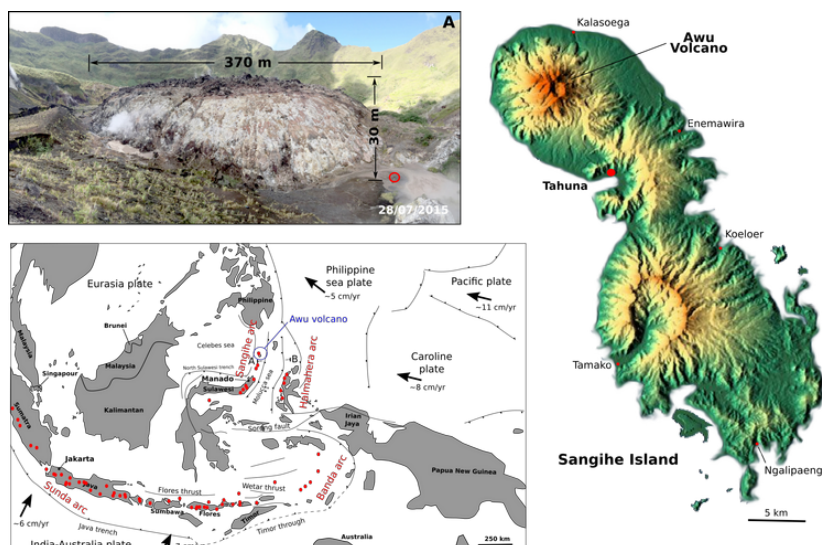 A
370 m
30 m
28/07/2015
Kalasoega
Awu
Volcano
Enemawira
Tahuna
Koeloer
Tamako
Sangihe Island
Ngalipaeng
5 km
Eurasia plate
Philippine
sea plate
~5 cm/yr
Pacific plate
~11 cm/yr
Philippine
Awu volcano
Brunei
Celebes sea
Sangihe arc
A
B
Halmahera arc
Caroline
plate
~8 cm/yr
Malaysia
Malaysia
Singapour
North Sulawesi trench
Manado
Sulawesi
Molucca sea
Kalimantan
Sorong fault
Irian
Jaya
Sumatra
Jakarta
Java
Papua New Guinea
Sunda arc
Flores thrust
Wetar thrust
Banda arc
Sumbawa
Flores
Timor
~6 cm/yr
Java trench
Timor through
India-Australia plate
Australia
250 km